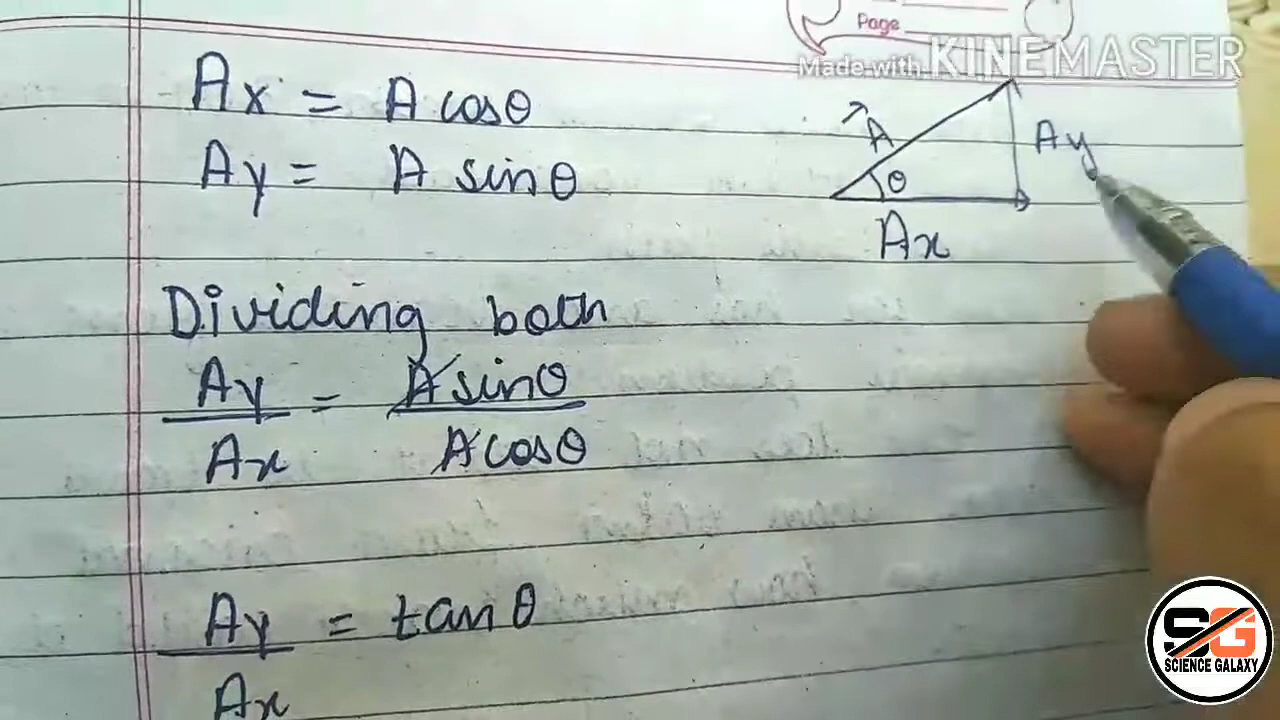 Page
Made with KINEMASTER
Ax = A cosθ
Ay = A sinθ
A
θ
Ay
Ax
Dividing both
Ay/Ax = A sinθ/A cosθ
Ay/Ax = tanθ
SG
SCIENCE GALAXY